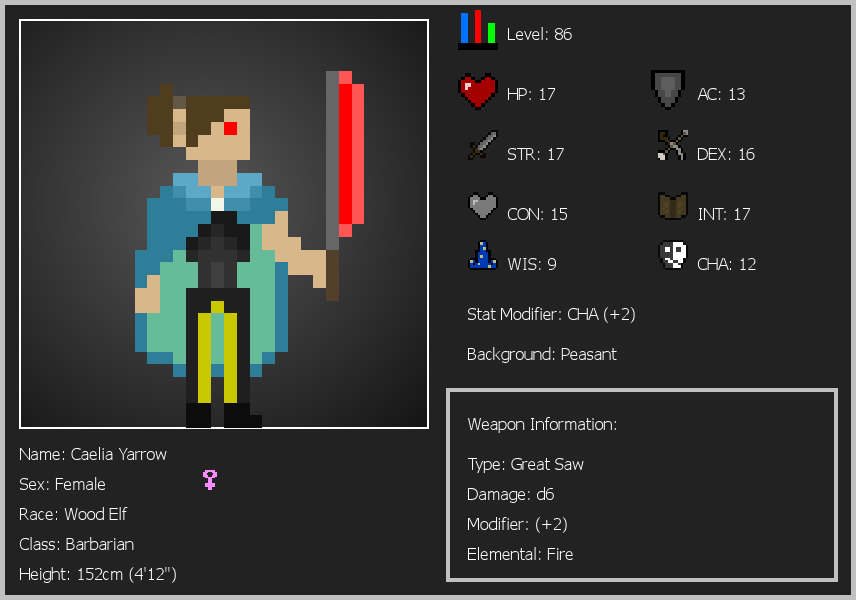 Level: 86
HP: 17
AC: 13
STR: 17
DEX: 16
CON: 15
INT: 17
WIS: 9
CHA: 12
Stat Modifier: CHA (+2)
Background: Peasant
Weapon Information:
Type: Great Saw
Damage: d6
Modifier: (+2)
Elemental: Fire
Name: Caelia Yarrow
Sex: Female
Race: Wood Elf
Class: Barbarian
Height: 152cm (4'12")